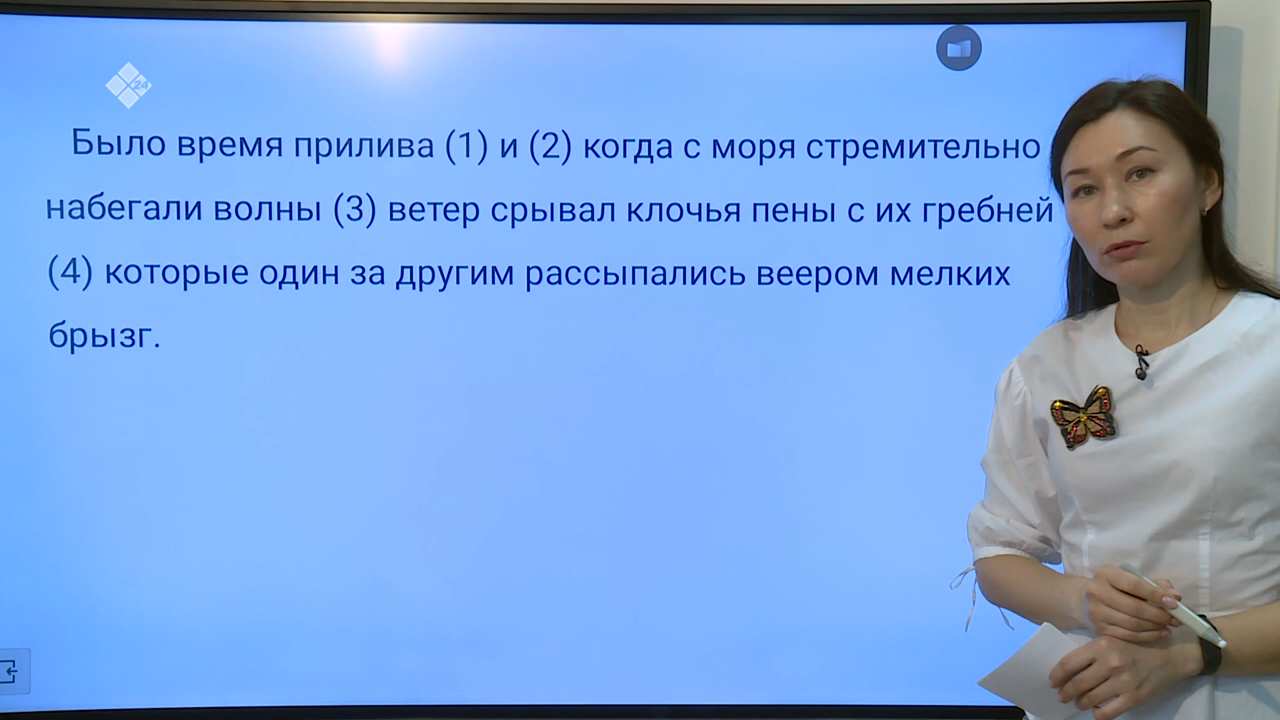 24
Было время прилива (1) и (2) когда с моря стремительно
набегали волны (3) ветер срывал клочья пены с их гребней
(4) которые один за другим рассыпались веером мелких
брызг.